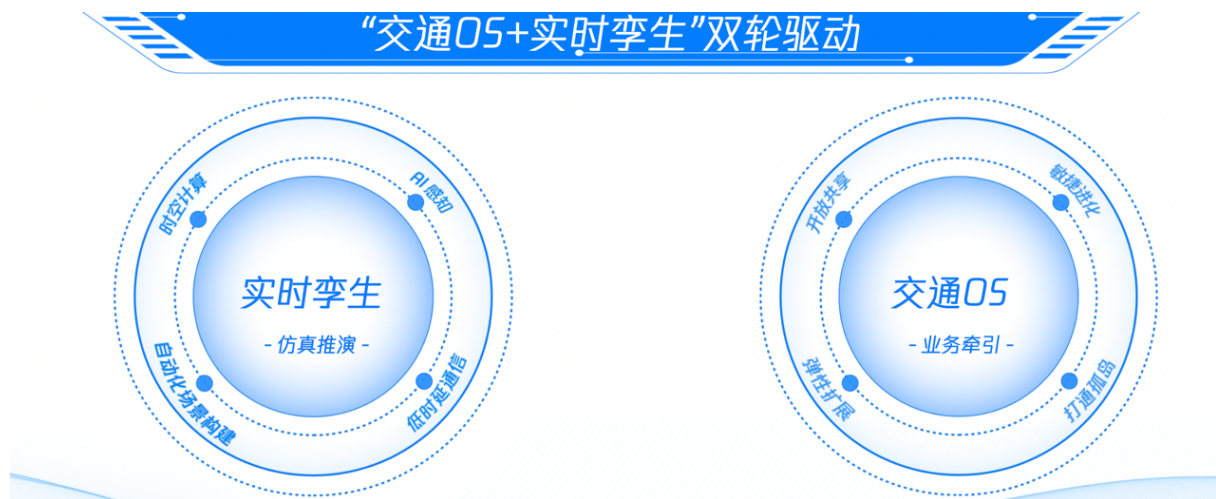 “交通OS+实时孪生”双轮驱动
时空计算
AI感知
实时孪生
- 仿真推演 -
自动化场景构建
低时延通信
开放共享
敏捷进化
交通OS
- 业务牵引 -
弹性扩展
打通孤岛